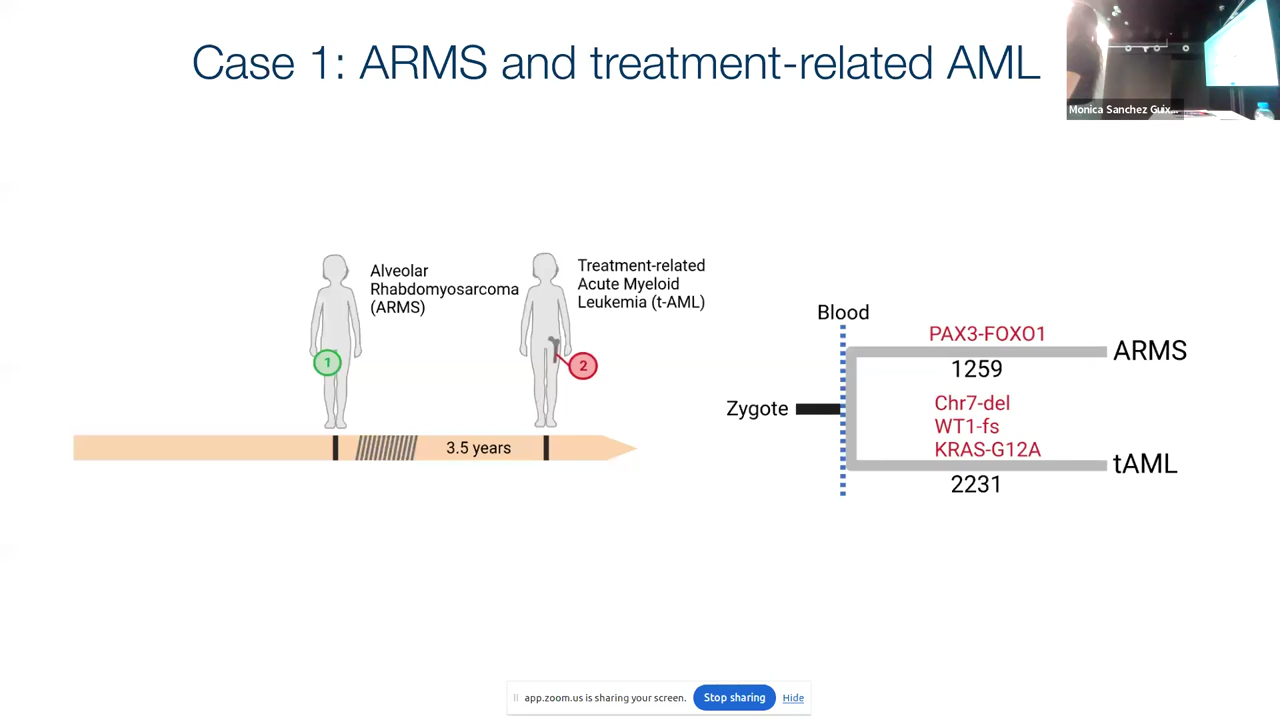 Case 1: ARMS and treatment-related AML
Monica Sanchez Guix...
Alveolar
Rhabdomyosarcoma
(ARMS)
Treatment-related
Acute Myeloid
Leukemia (t-AML)
1
2
3.5 years
Blood
Zygote
PAX3-FOXO1
1259
ARMS
Chr7-del
WT1-fs
KRAS-G12A
2231
tAML
app.zoom.us is sharing your screen.
Stop sharing
Hide